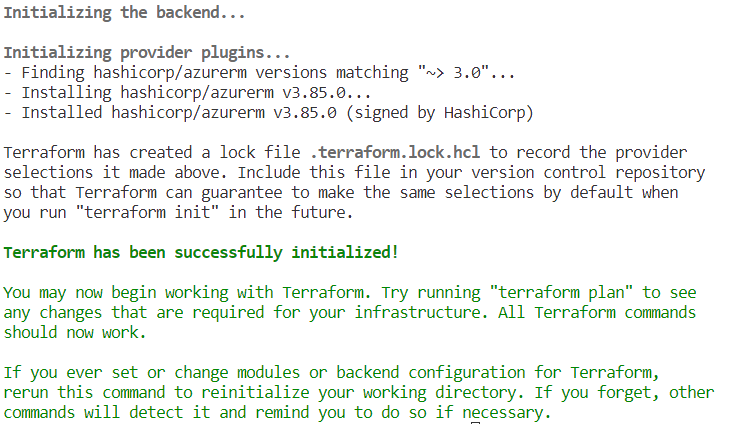 Initializing the backend...
Initializing provider plugins...
- Finding hashicorp/azurerm versions matching "~> 3.0"...
- Installing hashicorp/azurerm v3.85.0...
- Installed hashicorp/azurerm v3.85.0 (signed by HashiCorp)
Terraform has created a lock file .terraform.lock.hcl to record the provider
selections it made above. Include this file in your version control repository
so that Terraform can guarantee to make the same selections by default when
you run "terraform init" in the future.
Terraform has been successfully initialized!
You may now begin working with Terraform. Try running "terraform plan" to see
any changes that are required for your infrastructure. All Terraform commands
should now work.
If you ever set or change modules or backend configuration for Terraform,
rerun this command to reinitialize your working directory. If you forget, other
commands will detect it and remind you to do so if necessary.